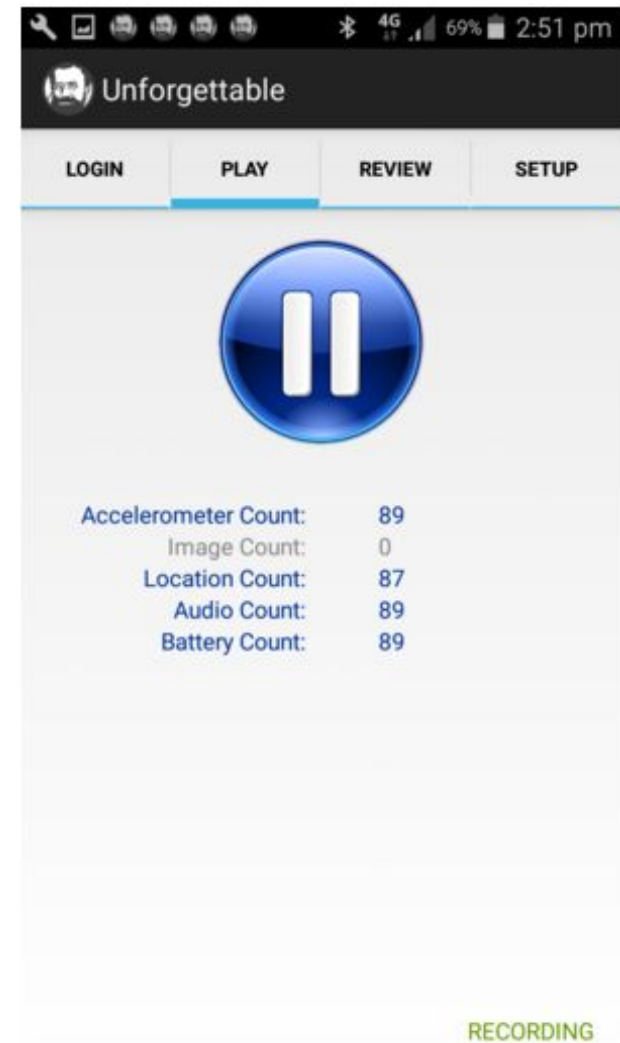 4G 69% 2:51 pm
Unforgettable
LOGIN PLAY REVIEW SETUP
Accelerometer Count: 89
Image Count: 0
Location Count: 87
Audio Count: 89
Battery Count: 89
RECORDING